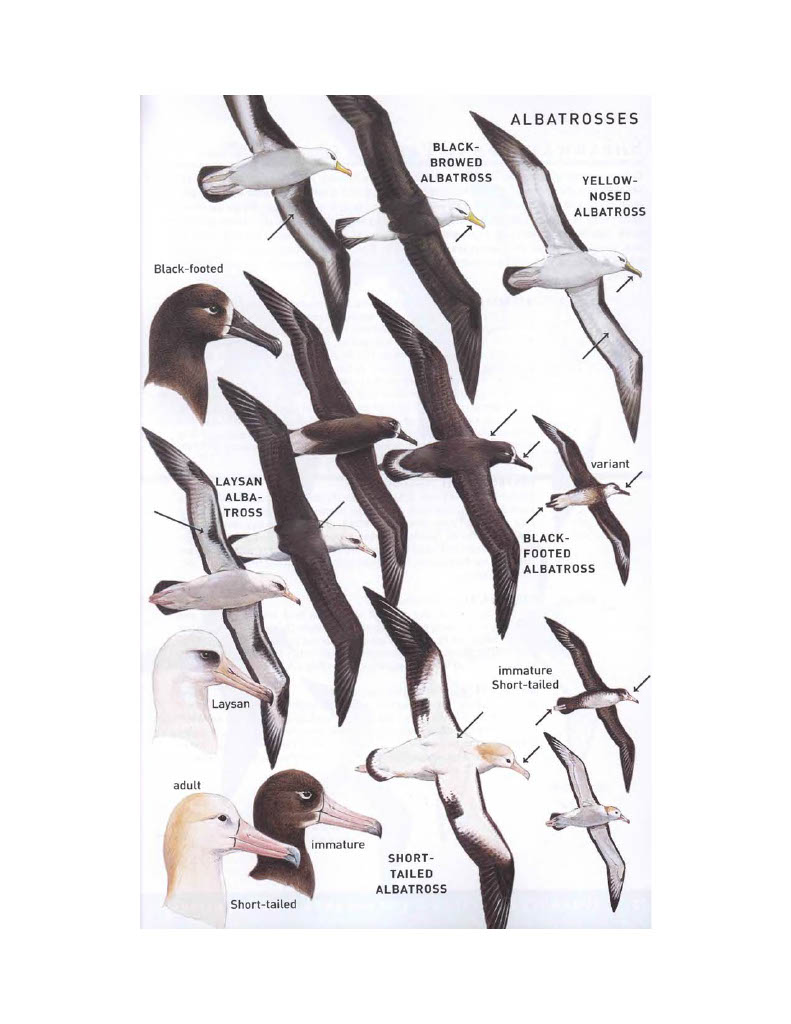 ALBATROSSES
BLACK-
BROWED
ALBATROSS
YELLOW-
NOSED
ALBATROSS
Black-footed
variant
LAYSAN
ALBA-
TROSS
BLACK-
FOOTED
ALBATROSS
immature
Short-tailed
Laysan
adult
immature
SHORT-
TAILED
ALBATROSS
Short-tailed